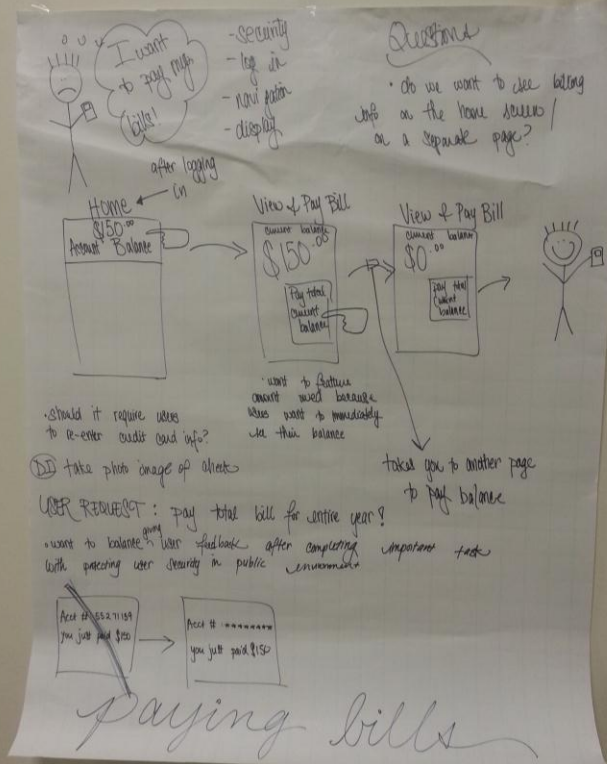 I want
to pay my
bills!
- security
- log in
- navigation
- display
Questions
• do we want to see billing
info on the home screen /
on a separate page?
after logging
in
Home
$150.00
Account Balance
View & Pay Bill
current balance
$150.00
Pay total
current
balance
View & Pay Bill
current balance
$0.00
Pay total
current
balance
• want to feature
amount owed because
users want to immediately
see their balance
• should it require users
to re-enter credit card info?
take photo image of check
takes you to another page
to pay balance
USER REQUEST: pay total bill for entire year?
• want to balance giving user feedback after completing important task
with protecting user security in public environment
Acct #
you just paid $150
Acct # ********
you just paid $150
paying bills